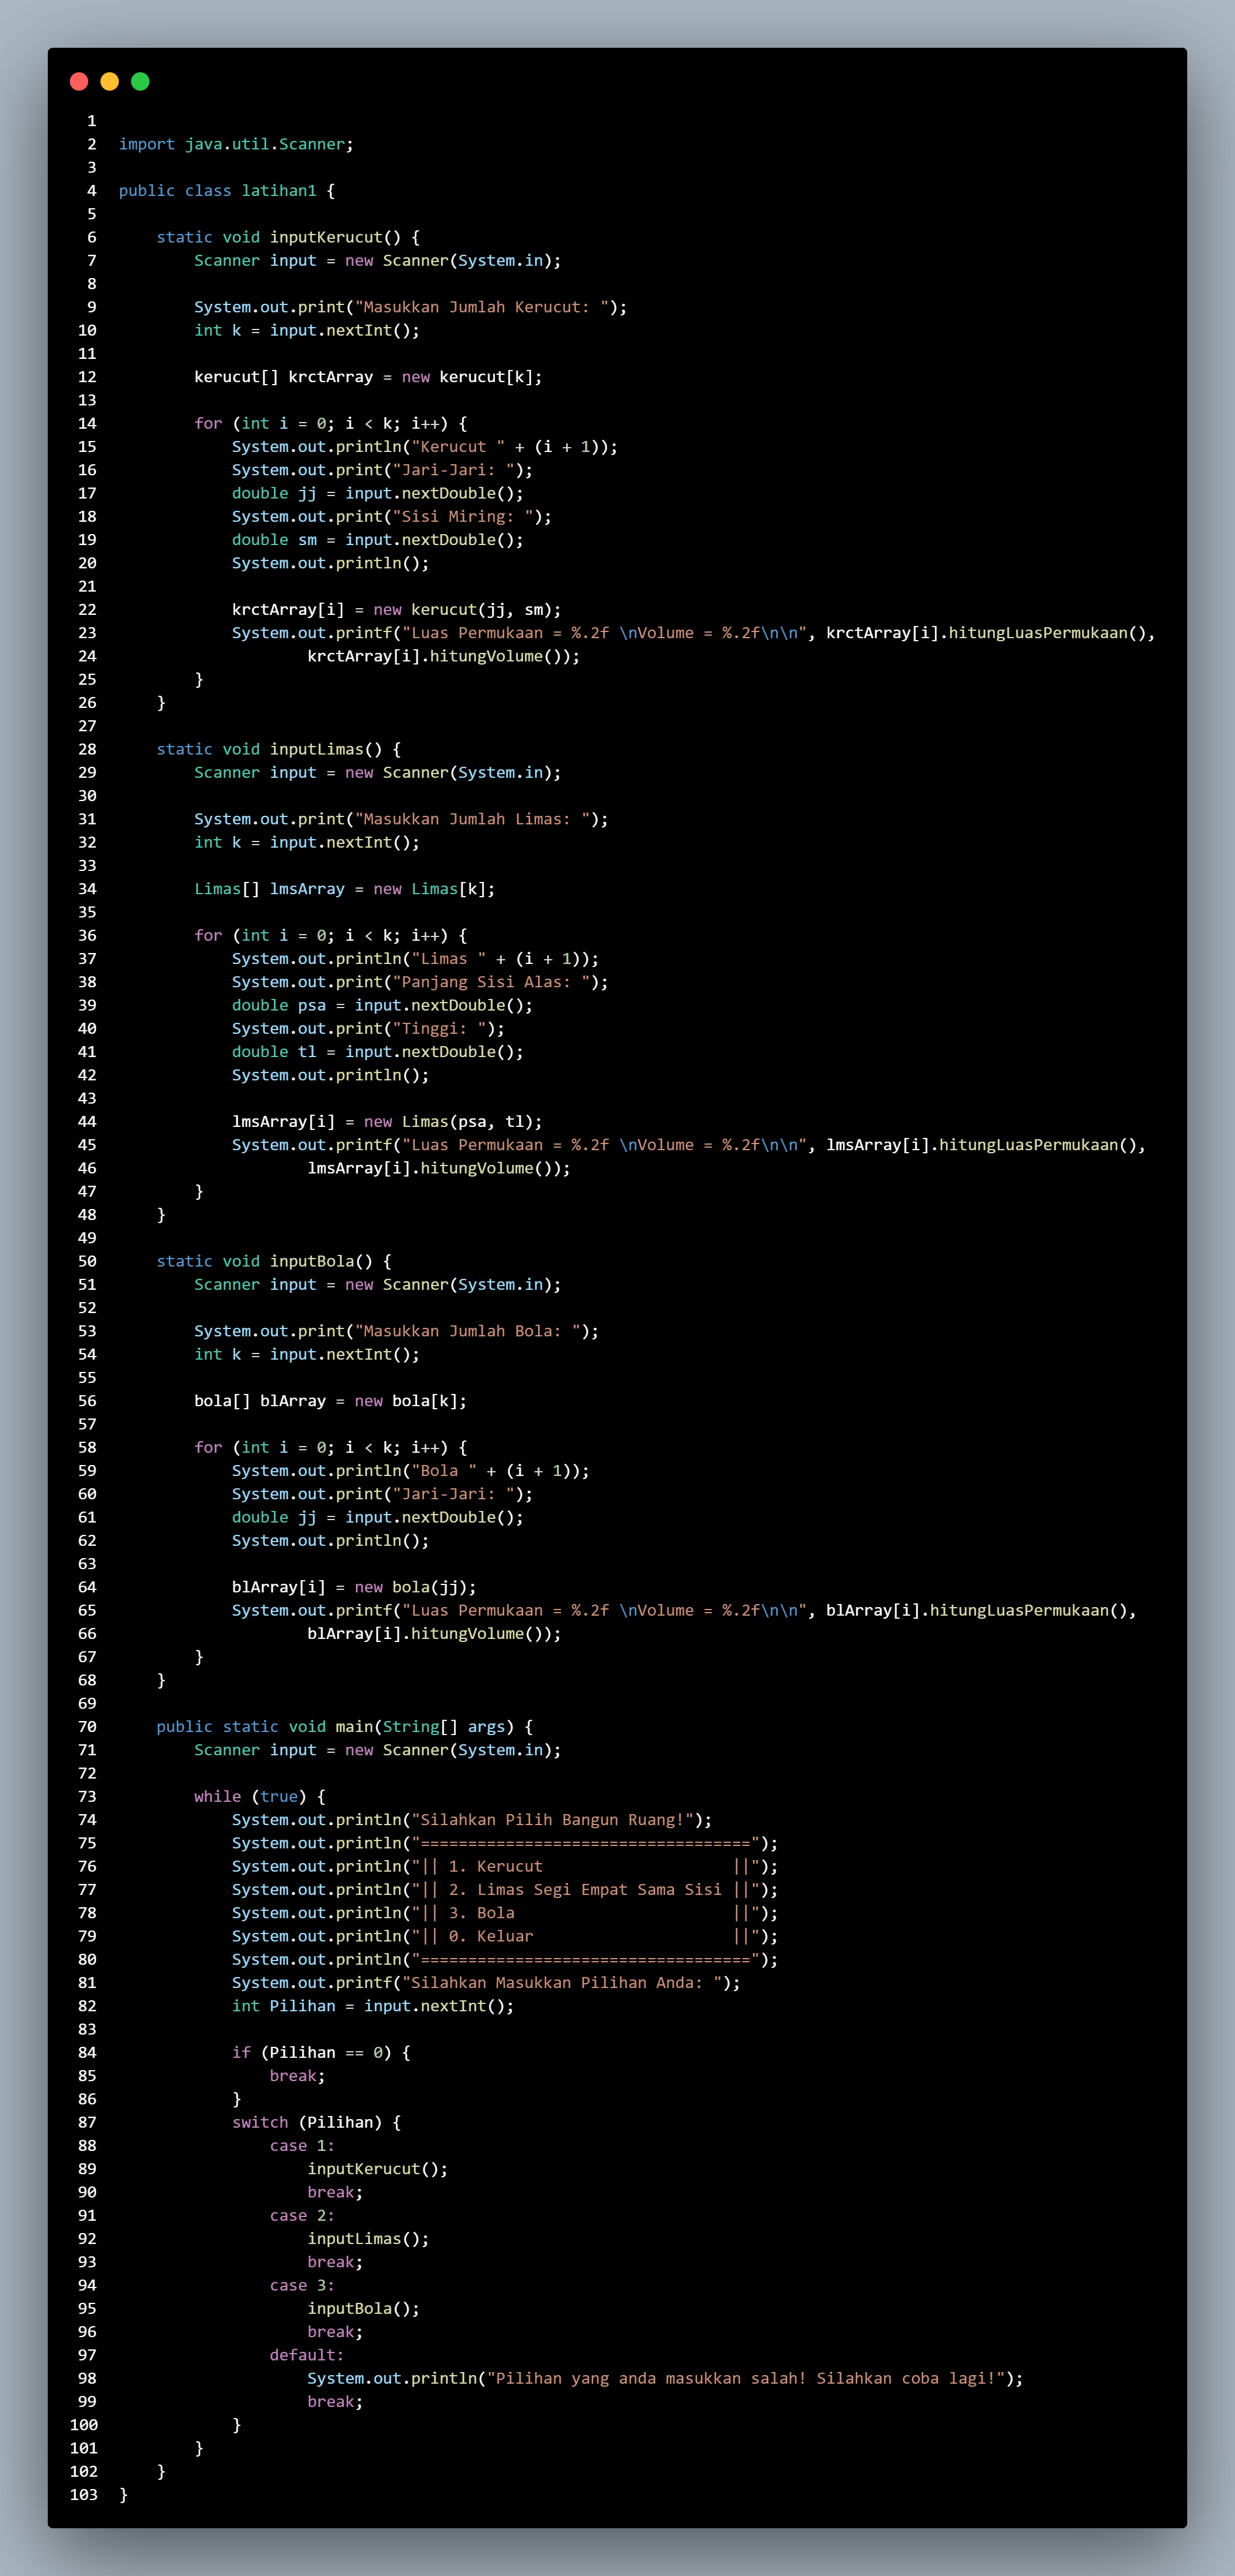 1
2 import java.util.Scanner;
3
4 public class latihan1 {
5
6     static void inputKerucut() {
7         Scanner input = new Scanner(System.in);
8
9         System.out.print("Masukkan Jumlah Kerucut: ");
10         int k = input.nextInt();
11
12         kerucut[] krctArray = new kerucut[k];
13
14         for (int i = 0; i < k; i++) {
15             System.out.println("Kerucut " + (i + 1));
16             System.out.print("Jari-Jari: ");
17             double jj = input.nextDouble();
18             System.out.print("Sisi Miring: ");
19             double sm = input.nextDouble();
20             System.out.println();
21
22             krctArray[i] = new kerucut(jj, sm);
23             System.out.printf("Luas Permukaan = %.2f \nVolume = %.2f\n\n", krctArray[i].hitungLuasPermukaan(),
24                     krctArray[i].hitungVolume());
25         }
26     }
27
28     static void inputLimas() {
29         Scanner input = new Scanner(System.in);
30
31         System.out.print("Masukkan Jumlah Limas: ");
32         int k = input.nextInt();
33
34         Limas[] lmsArray = new Limas[k];
35
36         for (int i = 0; i < k; i++) {
37             System.out.println("Limas " + (i + 1));
38             System.out.print("Panjang Sisi Alas: ");
39             double psa = input.nextDouble();
40             System.out.print("Tinggi: ");
41             double tl = input.nextDouble();
42             System.out.println();
43
44             lmsArray[i] = new Limas(psa, tl);
45             System.out.printf("Luas Permukaan = %.2f \nVolume = %.2f\n\n", lmsArray[i].hitungLuasPermukaan(),
46                     lmsArray[i].hitungVolume());
47         }
48     }
49
50     static void inputBola() {
51         Scanner input = new Scanner(System.in);
52
53         System.out.print("Masukkan Jumlah Bola: ");
54         int k = input.nextInt();
55
56         bola[] blArray = new bola[k];
57
58         for (int i = 0; i < k; i++) {
59             System.out.println("Bola " + (i + 1));
60             System.out.print("Jari-Jari: ");
61             double jj = input.nextDouble();
62             System.out.println();
63
64             blArray[i] = new bola(jj);
65             System.out.printf("Luas Permukaan = %.2f \nVolume = %.2f\n\n", blArray[i].hitungLuasPermukaan(),
66                     blArray[i].hitungVolume());
67         }
68     }
69
70     public static void main(String[] args) {
71         Scanner input = new Scanner(System.in);
72
73         while (true) {
74             System.out.println("Silahkan Pilih Bangun Ruang!");
75             System.out.println("===================================");
76             System.out.println("|| 1. Kerucut                    ||");
77             System.out.println("|| 2. Limas Segi Empat Sama Sisi ||");
78             System.out.println("|| 3. Bola                       ||");
79             System.out.println("|| 0. Keluar                     ||");
80             System.out.println("===================================");
81             System.out.printf("Silahkan Masukkan Pilihan Anda: ");
82             int Pilihan = input.nextInt();
83
84             if (Pilihan == 0) {
85                 break;
86             }
87             switch (Pilihan) {
88                 case 1:
89                     inputKerucut();
90                     break;
91                 case 2:
92                     inputLimas();
93                     break;
94                 case 3:
95                     inputBola();
96                     break;
97                 default:
98                     System.out.println("Pilihan yang anda masukkan salah! Silahkan coba lagi!");
99                     break;
100             }
101         }
102     }
103 }